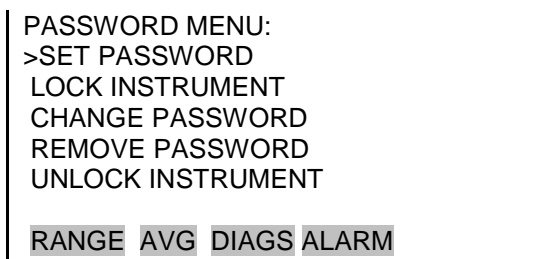 PASSWORD MENU:
>SET PASSWORD
LOCK INSTRUMENT
CHANGE PASSWORD
REMOVE PASSWORD
UNLOCK INSTRUMENT
RANGE AVG DIAGS ALARM